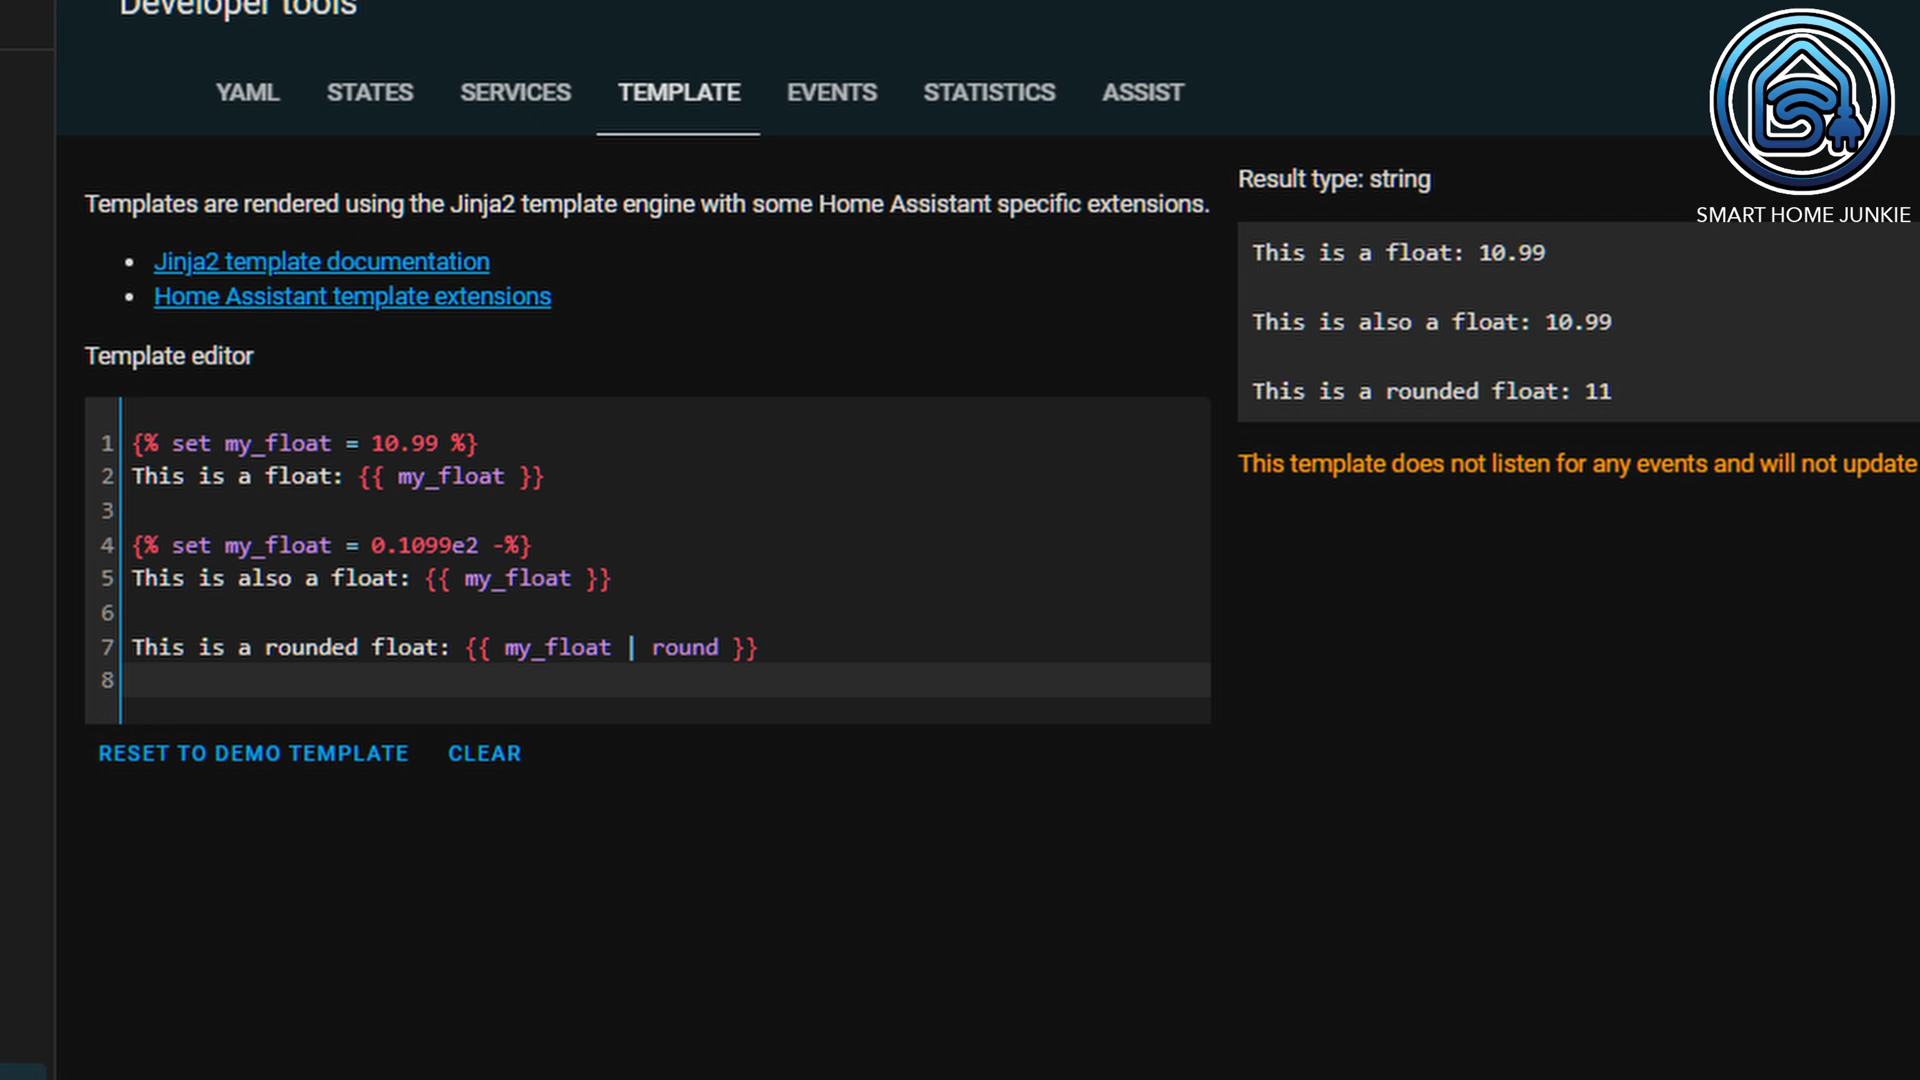 Developer tools
YAML STATES SERVICES TEMPLATE EVENTS STATISTICS ASSIST
SMART HOME JUNKIE
Templates are rendered using the Jinja2 template engine with some Home Assistant specific extensions.
Jinja2 template documentation
Home Assistant template extensions
Template editor
1 {% set my_float = 10.99 %}
2 This is a float: {{ my_float }}
3
4 {% set my_float = 0.1099e2 -%}
5 This is also a float: {{ my_float }}
6
7 This is a rounded float: {{ my_float | round }}
8
RESET TO DEMO TEMPLATE CLEAR
Result type: string
This is a float: 10.99
This is also a float: 10.99
This is a rounded float: 11
This template does not listen for any events and will not update